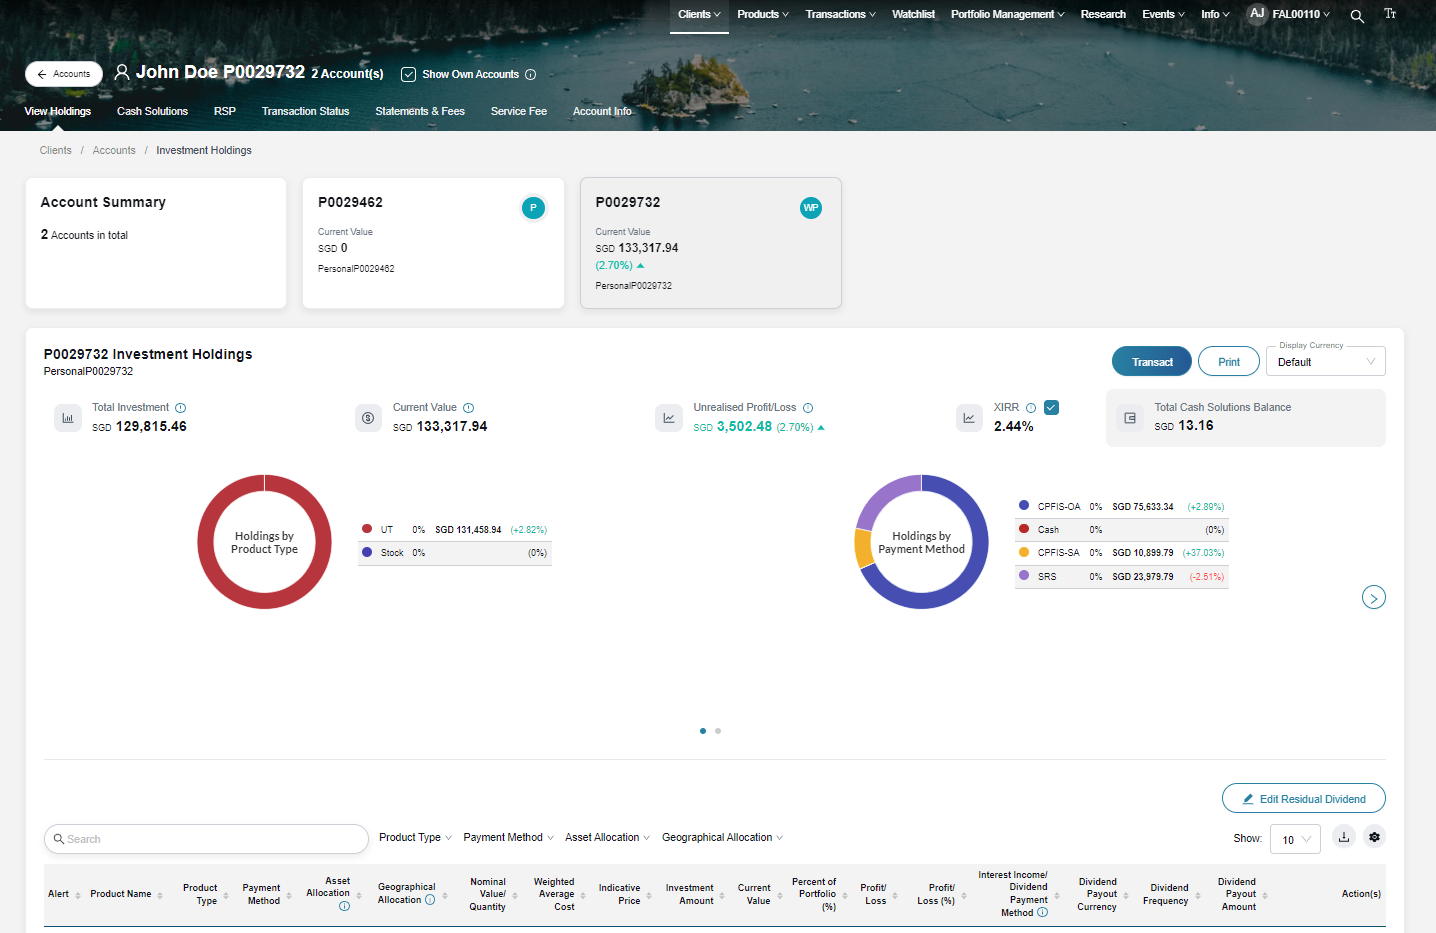 Clients Products Transactions Watchlist Portfolio Management Research Events Info AJ FAL00110 Tт
Accounts John Doe P0029732 2 Account(s) Show Own Accounts
View Holdings Cash Solutions RSP Transaction Status Statements & Fees Service Fee Account Info
Clients / Accounts / Investment Holdings
Account Summary
2 Accounts in total
P0029462 P
Current Value
SGD 0
PersonalP0029462
P0029732 WP
Current Value
SGD 133,317.94
(2.70%)
PersonalP0029732
P0029732 Investment Holdings
PersonalP0029732
Transact Print Display Currency Default
Total Investment
SGD 129,815.46
Current Value
SGD 133,317.94
Unrealised Profit/Loss
SGD 3,502.48 (2.70%)
XIRR
2.44%
Total Cash Solutions Balance
SGD 13.16
Holdings by
Product Type
UT 0% SGD 131,458.94 (+2.82%)
Stock 0% (0%)
Holdings by
Payment Method
CPFIS-OA 0% SGD 75,633.34 (+2.89%)
Cash 0% (0%)
CPFIS-SA 0% SGD 10,899.79 (+37.03%)
SRS 0% SGD 23,979.79 (-2.51%)
Edit Residual Dividend
Search Product Type Payment Method Asset Allocation Geographical Allocation Show: 10
Alert
Product Name
Product
Type
Payment
Method
Asset
Allocation
Geographical
Allocation
Nominal
Value/
Quantity
Weighted
Average
Cost
Indicative
Price
Investment
Amount
Current
Value
Percent of
Portfolio
(%)
Profit/
Loss
Profit/
Loss (%)
Interest Income/
Dividend
Payment
Method
Dividend
Payout
Currency
Dividend
Frequency
Dividend
Payout
Amount
Action(s)